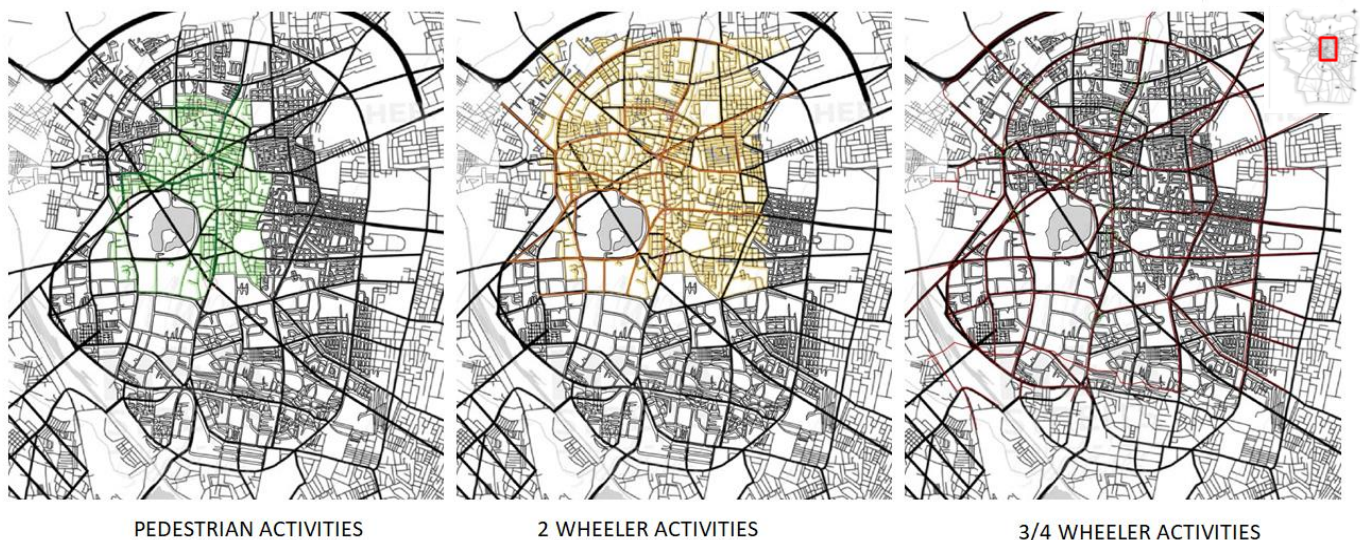 PEDESTRIAN ACTIVITIES
2 WHEELER ACTIVITIES
3/4 WHEELER ACTIVITIES